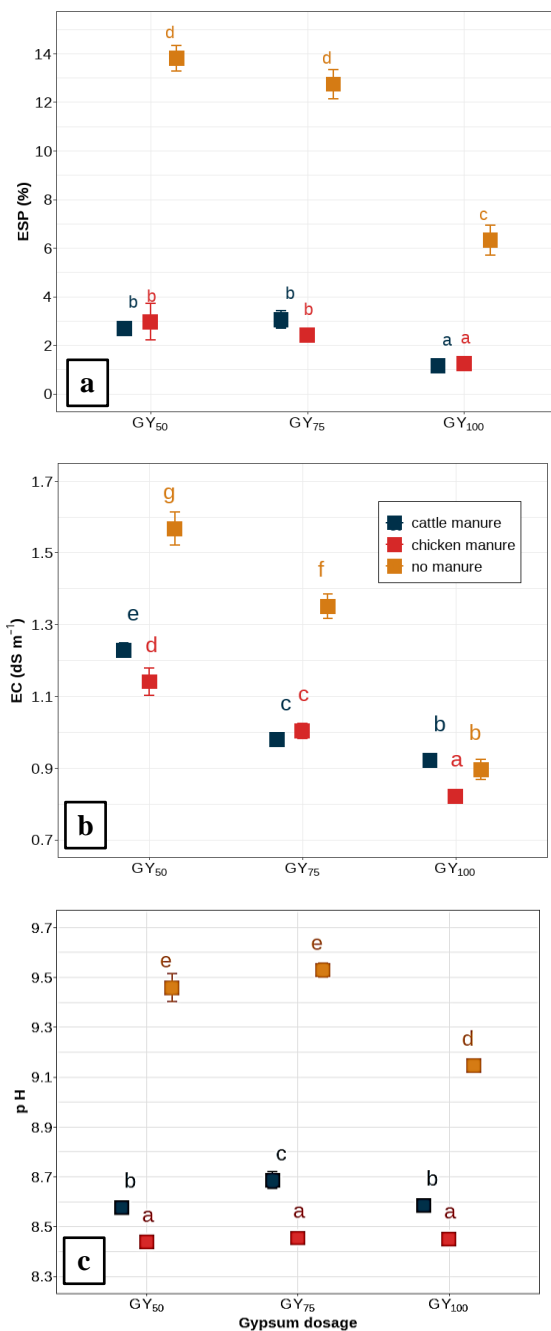 14
12
10
8
6
4
2
0
ESP (%)
d
d
c
b
b
b
b
a
a
a
GY50
GY75
GY100
1.7
1.5
1.3
1.1
0.9
0.7
EC (dS m−1)
g
f
e
d
c
c
b
b
a
cattle manure
chicken manure
no manure
b
GY50
GY75
GY100
9.7
9.5
9.3
9.1
8.9
8.7
8.5
8.3
p H
e
e
d
b
c
b
a
a
a
c
GY50
GY75
GY100
Gypsum dosage